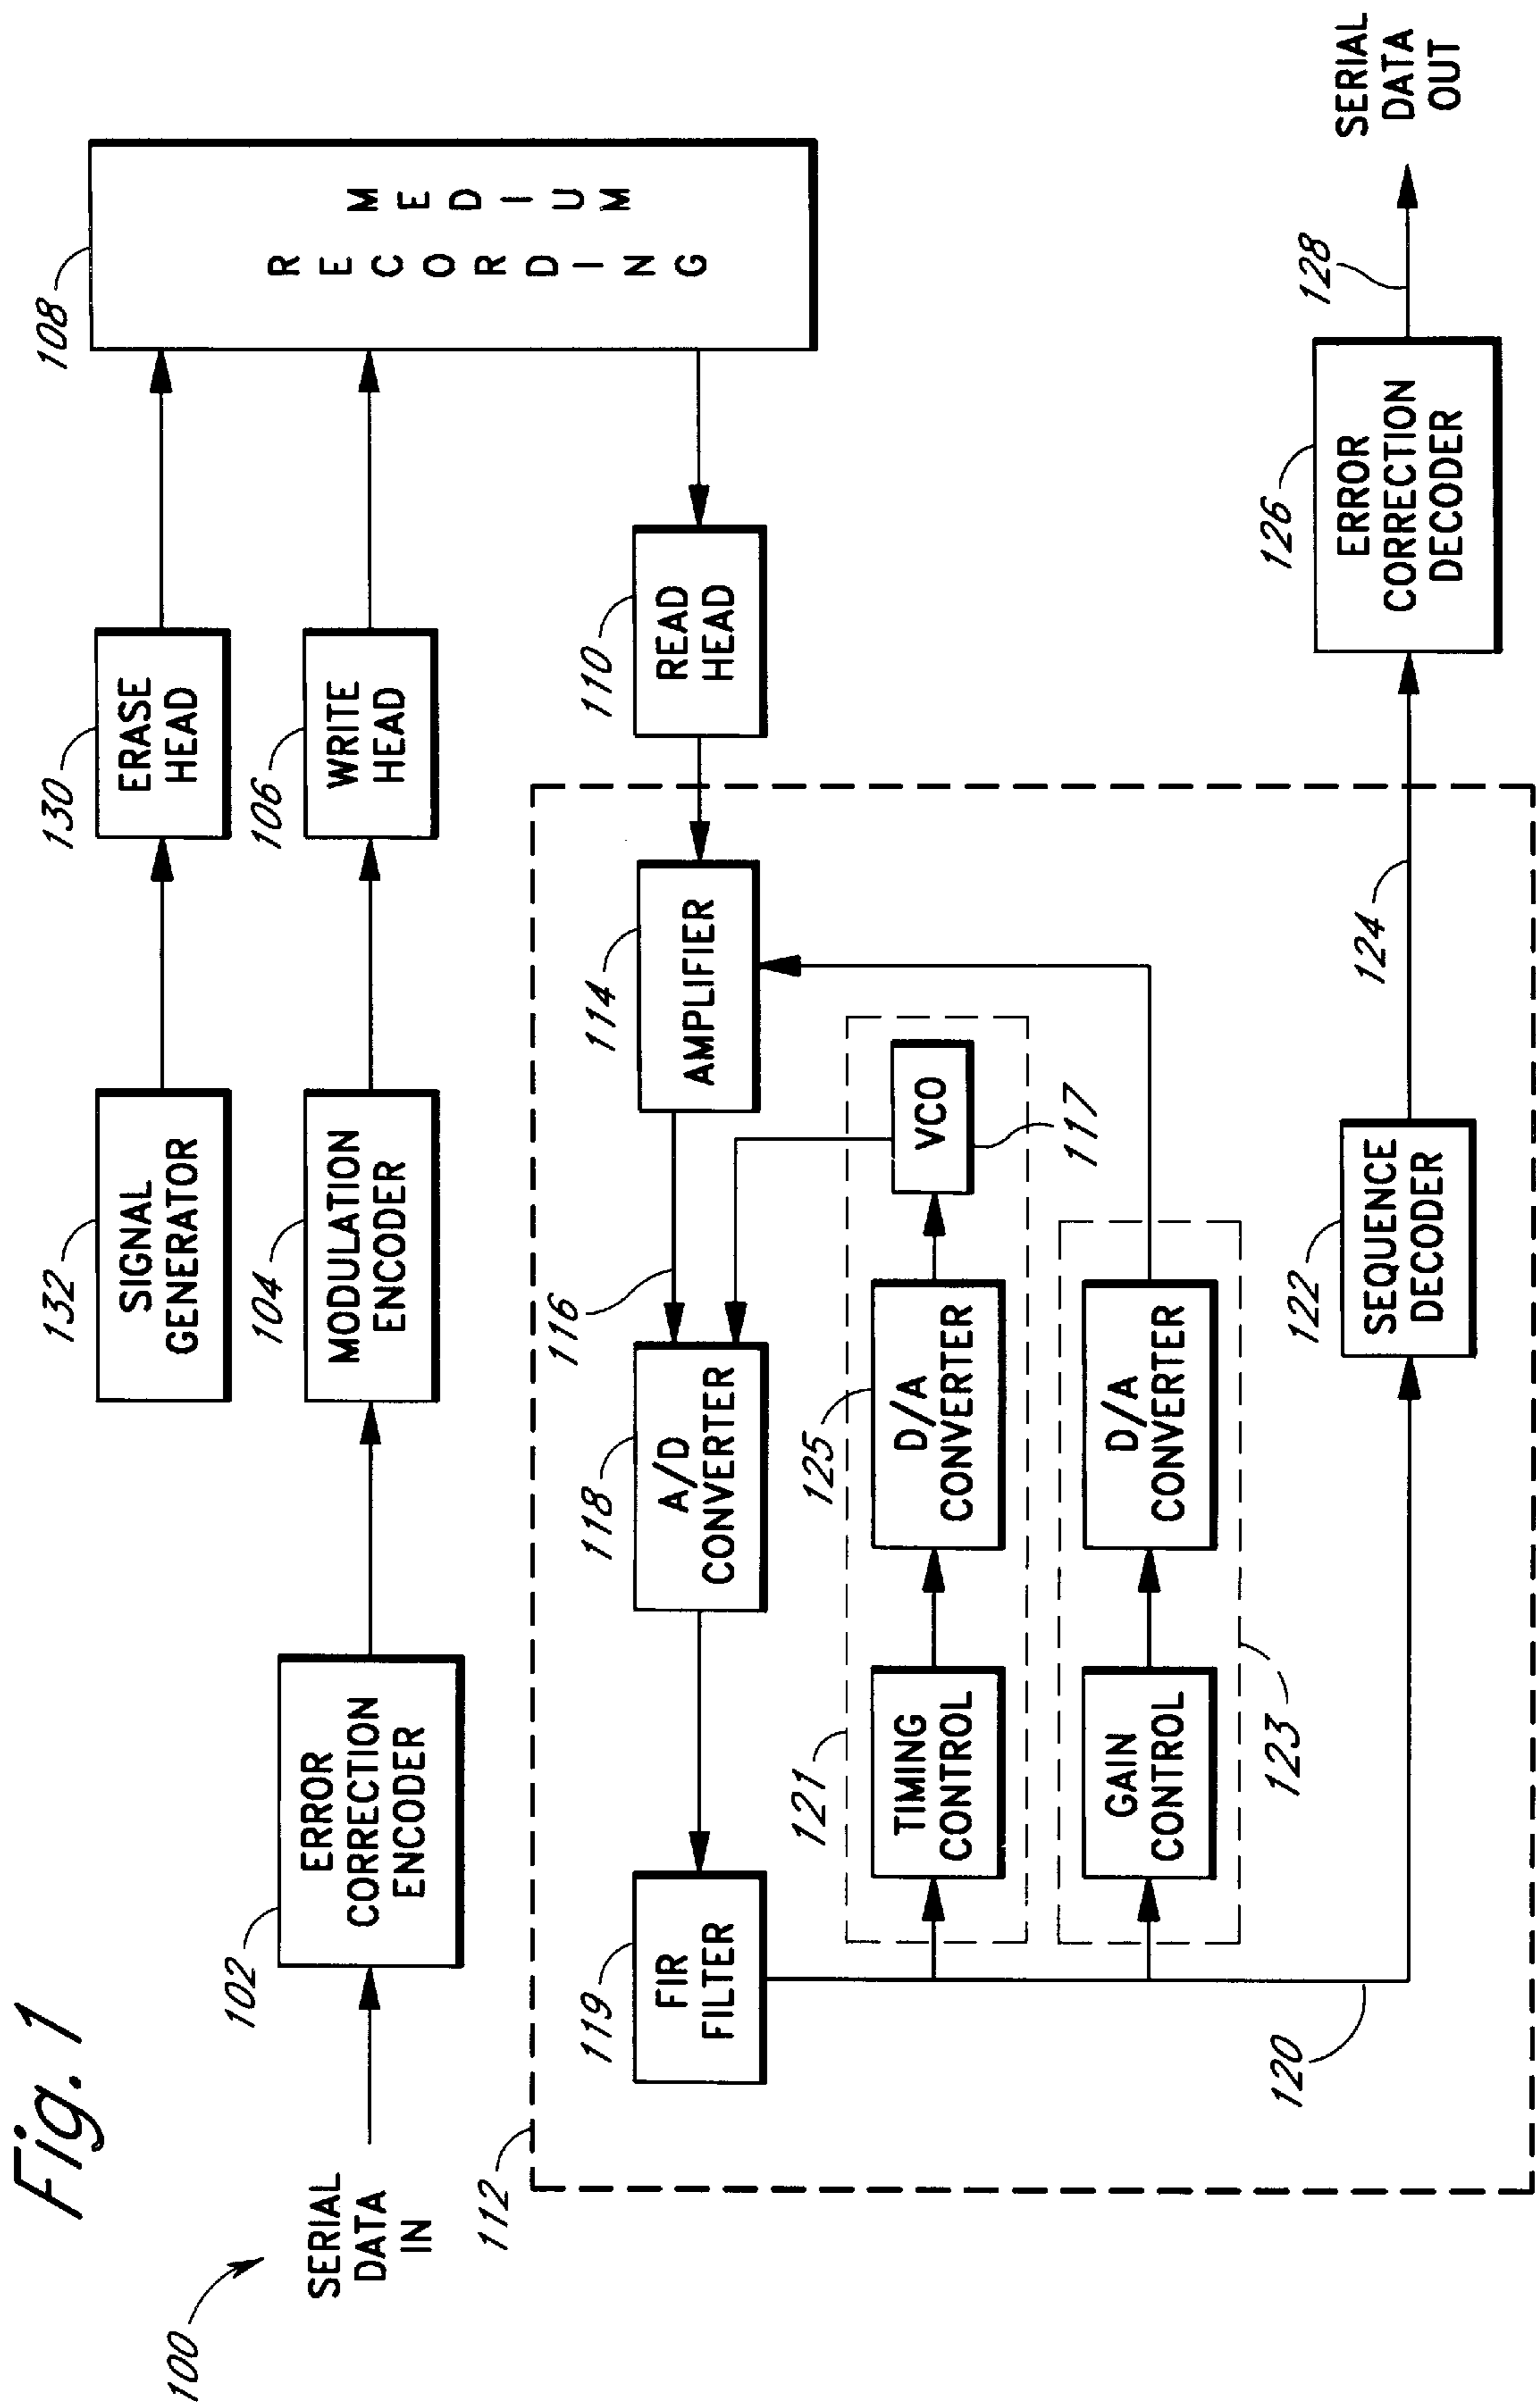 Fig. 1
100
SERIAL
DATA
IN
102
ERROR
CORRECTION
ENCODER
132
SIGNAL
GENERATOR
104
MODULATION
ENCODER
130
ERASE
HEAD
106
WRITE
HEAD
108
RECORDING
MEDIUM
110
READ
HEAD
112
114
AMPLIFIER
116
118
A/D
CONVERTER
119
FIR
FILTER
121
TIMING
CONTROL
125
D/A
CONVERTER
VCO
117
GAIN
CONTROL
D/A
CONVERTER
123
120
122
SEQUENCE
DECODER
124
126
ERROR
CORRECTION
DECODER
128
SERIAL
DATA
OUT